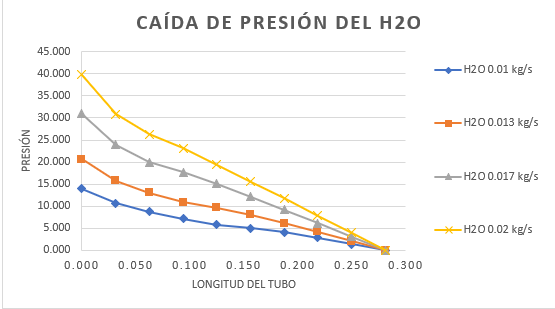 CAÍDA DE PRESIÓN DEL H2O
PRESIÓN
45.000
40.000
35.000
30.000
25.000
20.000
15.000
10.000
5.000
0.000
0.000 0.050 0.100 0.150 0.200 0.250 0.300
LONGITUD DEL TUBO
H2O 0.01 kg/s
H2O 0.013 kg/s
H2O 0.017 kg/s
H2O 0.02 kg/s